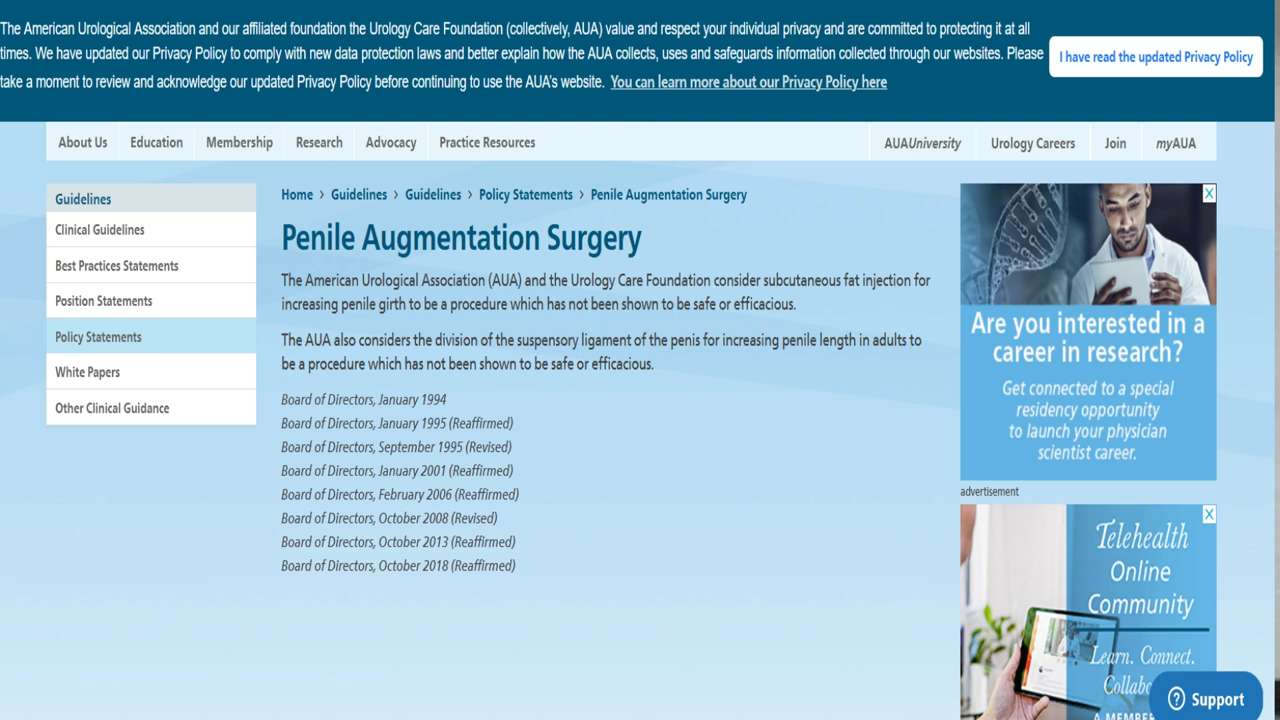 The American Urological Association and our affiliated foundation the Urology Care Foundation (collectively, AUA) value and respect your individual privacy and are committed to protecting it at all
times. We have updated our Privacy Policy to comply with new data protection laws and better explain how the AUA collects, uses and safeguards information collected through our websites. Please
take a moment to review and acknowledge our updated Privacy Policy before continuing to use the AUA's website. You can learn more about our Privacy Policy here
I have read the updated Privacy Policy
About Us
Education
Membership
Research
Advocacy
Practice Resources
AUAUniversity
Urology Careers
Join
myAUA
Guidelines
Clinical Guidelines
Best Practices Statements
Position Statements
Policy Statements
White Papers
Other Clinical Guidance
Home › Guidelines › Guidelines › Policy Statements › Penile Augmentation Surgery
Penile Augmentation Surgery
The American Urological Association (AUA) and the Urology Care Foundation consider subcutaneous fat injection for
increasing penile girth to be a procedure which has not been shown to be safe or efficacious.
The AUA also considers the division of the suspensory ligament of the penis for increasing penile length in adults to
be a procedure which has not been shown to be safe or efficacious.
Board of Directors, January 1994
Board of Directors, January 1995 (Reaffirmed)
Board of Directors, September 1995 (Revised)
Board of Directors, January 2001 (Reaffirmed)
Board of Directors, February 2006 (Reaffirmed)
Board of Directors, October 2008 (Revised)
Board of Directors, October 2013 (Reaffirmed)
Board of Directors, October 2018 (Reaffirmed)
X
Are you interested in a
career in research?
Get connected to a special
residency opportunity
to launch your physician
scientist career.
advertisement
X
Telehealth
Online
Community
Learn. Connect.
A
? Support